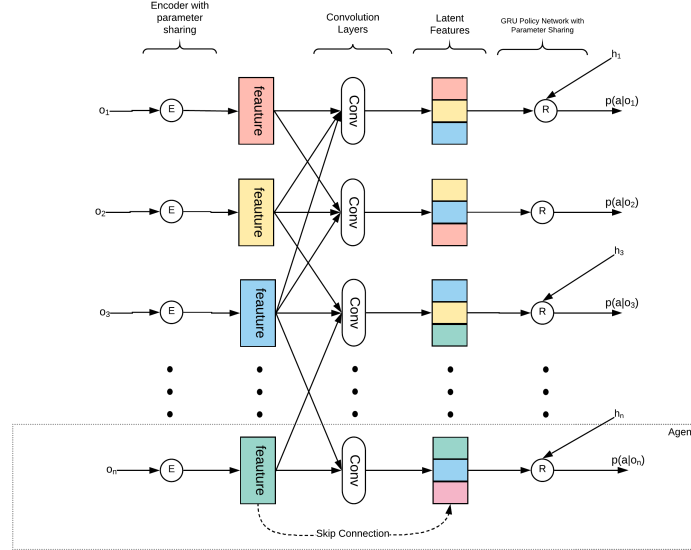 Encoder with
parameter
sharing
Convolution
Layers
Latent
Features
GRU Policy Network with
Parameter Sharing
h1
o1
E
feauture
Conv
R
p(a|o1)
o2
E
feauture
Conv
R
p(a|o2)
h3
o3
E
feauture
Conv
R
p(a|o3)
hn
Agen
on
E
feauture
Conv
R
p(a|on)
Skip Connection